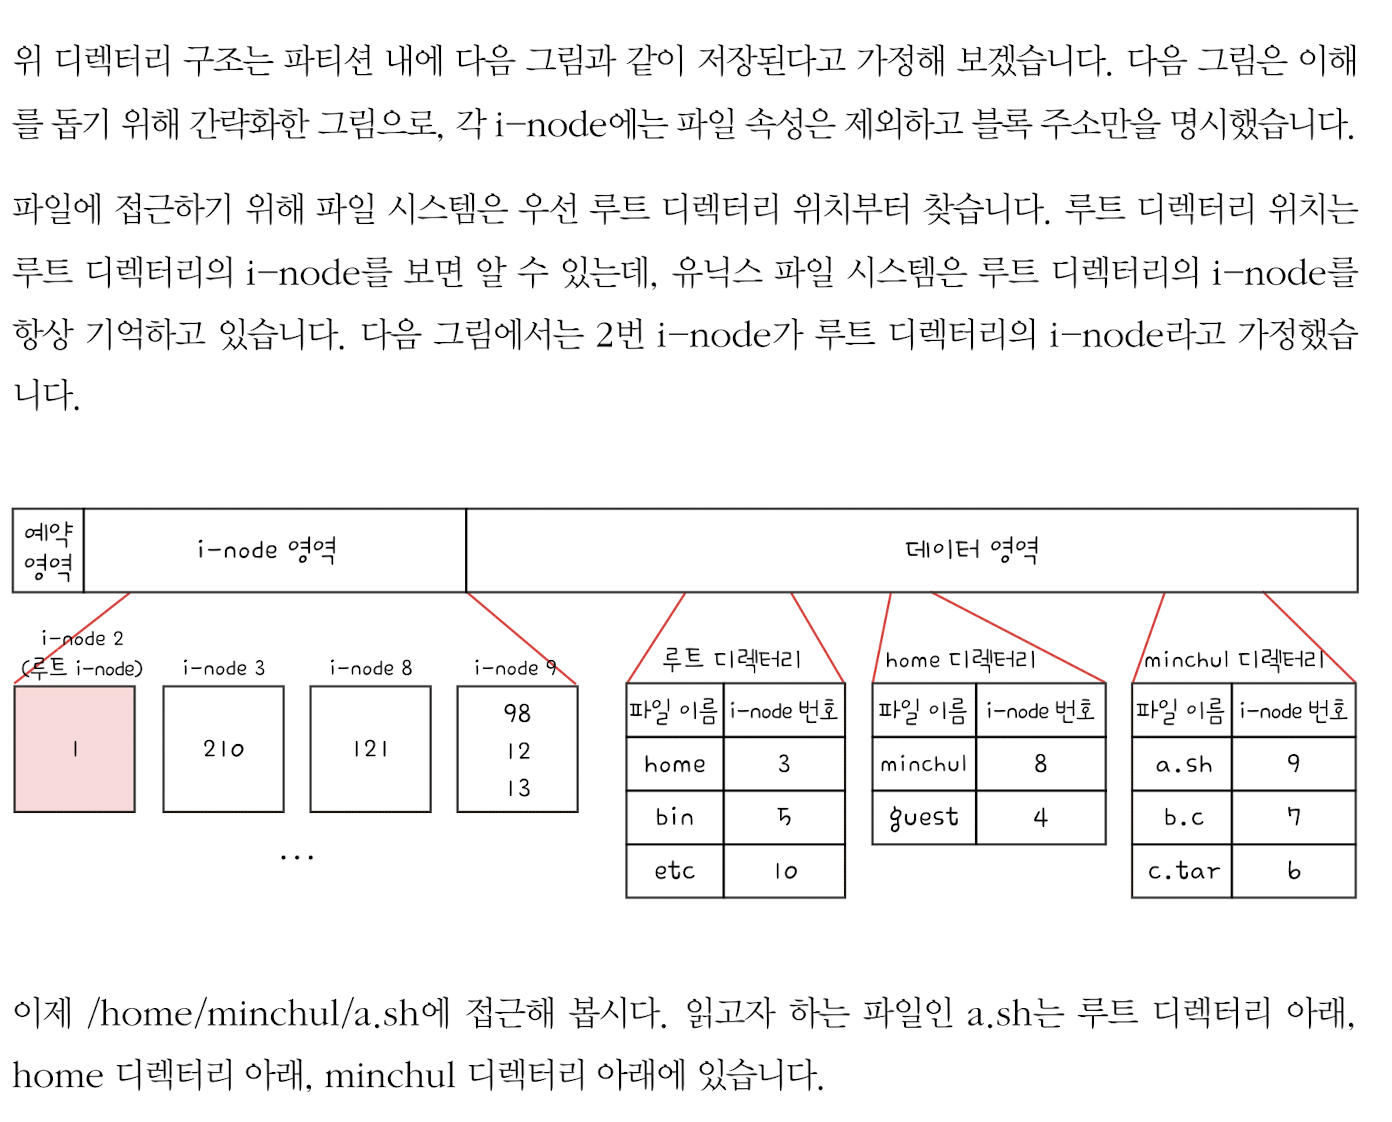 위 디렉터리 구조는 파티션 내에 다음 그림과 같이 저장된다고 가정해 보겠습니다. 다음 그림은 이해
를 돕기 위해 간략화한 그림으로, 각 i-node에는 파일 속성은 제외하고 블록 주소만을 명시했습니다.
파일에 접근하기 위해 파일 시스템은 우선 루트 디렉터리 위치부터 찾습니다. 루트 디렉터리 위치는
루트 디렉터리의 i-node를 보면 알 수 있는데, 유닉스 파일 시스템은 루트 디렉터리의 i-node를
항상 기억하고 있습니다. 다음 그림에서는 2번 i-node가 루트 디렉터리의 i-node라고 가정했습
니다.
예약
영역
i-node 영역
데이터 영역
i-node 2
(루트 i-node)
1
i-node 3
210
i-node 8
121
i-node 9
98
12
13
...
루트 디렉터리
파일 이름 i-node 번호
home 3
bin 5
etc 10
home 디렉터리
파일 이름 i-node 번호
minchul 8
guest 4
minchul 디렉터리
파일 이름 i-node 번호
a.sh 9
b.c 7
c.tar 6
이제 /home/minchul/a.sh에 접근해 봅시다. 읽고자 하는 파일인 a.sh는 루트 디렉터리 아래,
home 디렉터리 아래, minchul 디렉터리 아래에 있습니다.